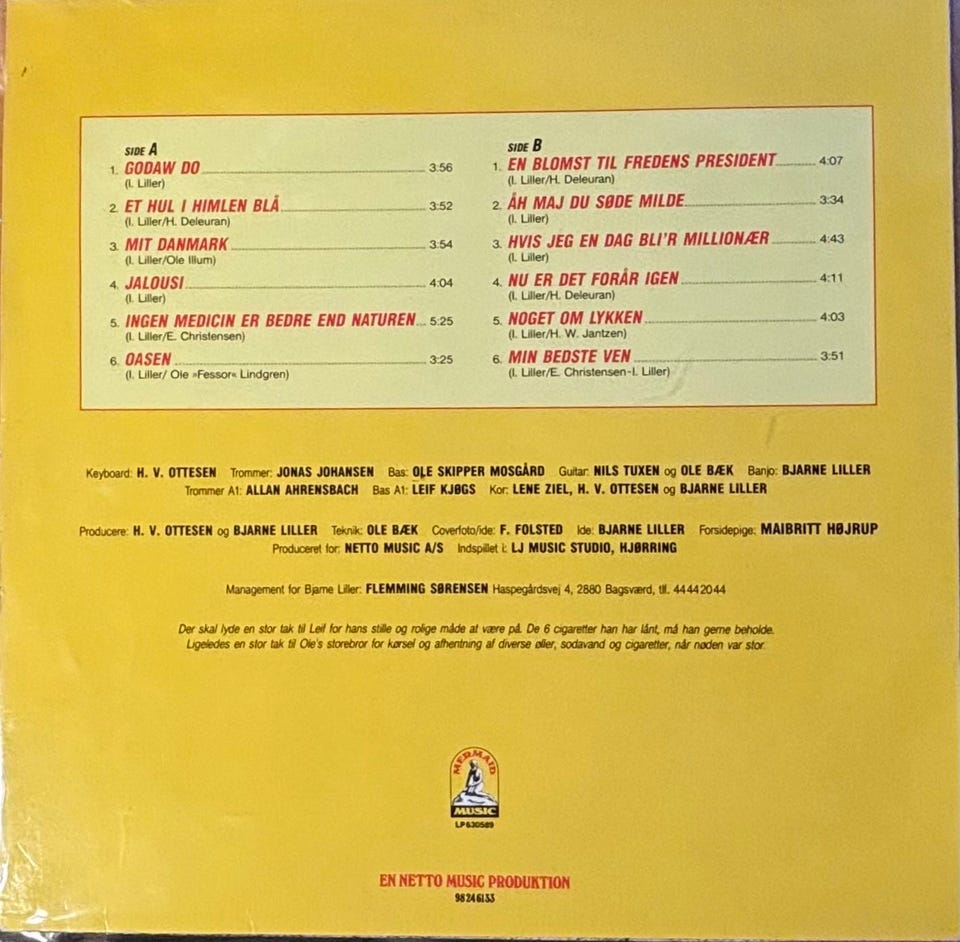 SIDE A
1. GODAW DO 3:56
(I. Liller)
2. ET HUL I HIMLEN BLÅ 3:52
(I. Liller/H. Deleuran)
3. MIT DANMARK 3:54
(I. Liller/Ole Illum)
4. JALOUSI 4:04
(I. Liller)
5. INGEN MEDICIN ER BEDRE END NATUREN 5:25
(I. Liller/E. Christensen)
6. OASEN 3:25
(I. Liller/ Ole »Fessor« Lindgren)
SIDE B
1. EN BLOMST TIL FREDENS PRESIDENT 4:07
(I. Liller/H. Deleuran)
2. ÅH MAJ DU SØDE MILDE 3:34
(I. Liller)
3. HVIS JEG EN DAG BLI'R MILLIONÆR 4:43
(I. Liller)
4. NU ER DET FORÅR IGEN 4:11
(I. Liller/H. Deleuran)
5. NOGET OM LYKKEN 4:03
(I. Liller/H. W. Jantzen)
6. MIN BEDSTE VEN 3:51
(I. Liller/E. Christensen-I. Liller)
Keyboard: H. V. OTTESEN Trommer: JONAS JOHANSEN Bas: OLE SKIPPER MOSGÅRD Guitar: NILS TUXEN og OLE BÆK Banjo: BJARNE LILLER
Trommer A1: ALLAN AHRENSBACH Bas A1: LEIF KJØGS Kor: LENE ZIEL, H. V. OTTESEN og BJARNE LILLER
Producere: H. V. OTTESEN og BJARNE LILLER Teknik: OLE BÆK Coverfoto/ide: F. FOLSTED Ide: BJARNE LILLER Forsidepige: MAIBRITT HØJRUP
Produceret for: NETTO MUSIC A/S Indspillet i: LJ MUSIC STUDIO, HJØRRING
Management for Bjarne Liller: FLEMMING SØRENSEN Haspegårdsvej 4, 2880 Bagsværd, tlf. 44442044
Der skal lyde en stor tak til Leif for hans stille og rolige måde at være på. De 6 cigaretter han har lånt, må han gerne beholde.
Ligeledes en stor tak til Ole's storebror for kørsel og afhentning af diverse øller, sodavand og cigaretter, når nøden var stor.
MERMAID
MUSIC
LP 630589
EN NETTO MUSIC PRODUKTION
98246133